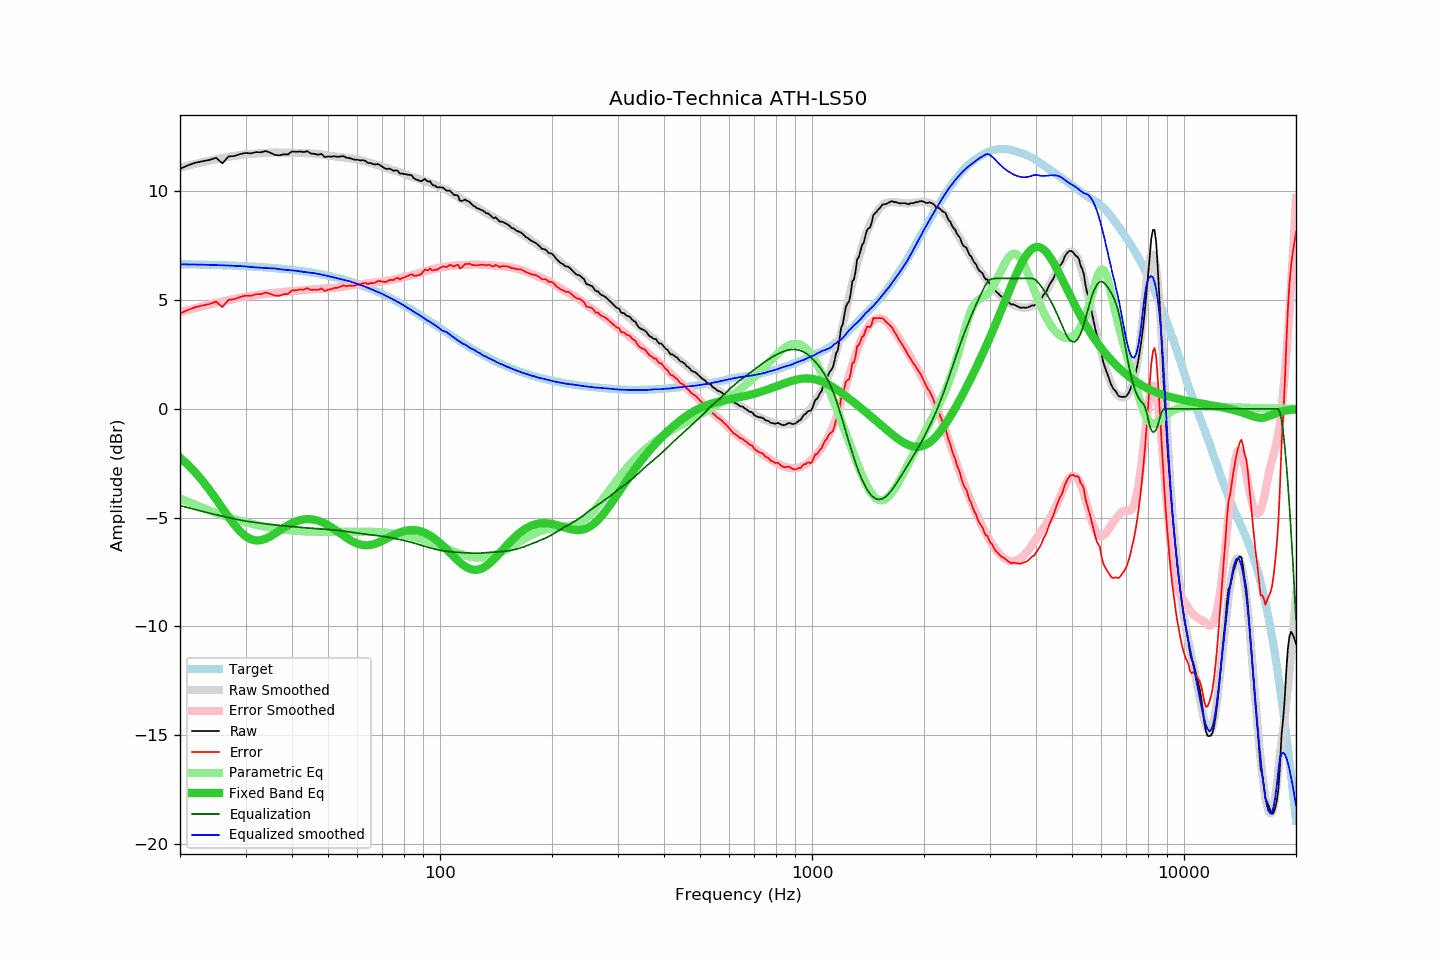 Audio-Technica ATH-LS50
Amplitude (dBr)
10
5
0
−5
−10
−15
−20
Target
Raw Smoothed
Error Smoothed
Raw
Error
Parametric Eq
Fixed Band Eq
Equalization
Equalized smoothed
100
1000
10000
Frequency (Hz)